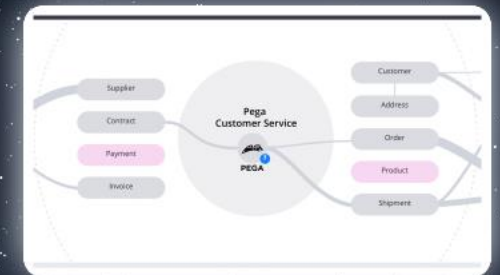 Supplier
Contract
Payment
Invoice
Pega
Customer Service
PEGA
Customer
Address
Order
Product
Shipment